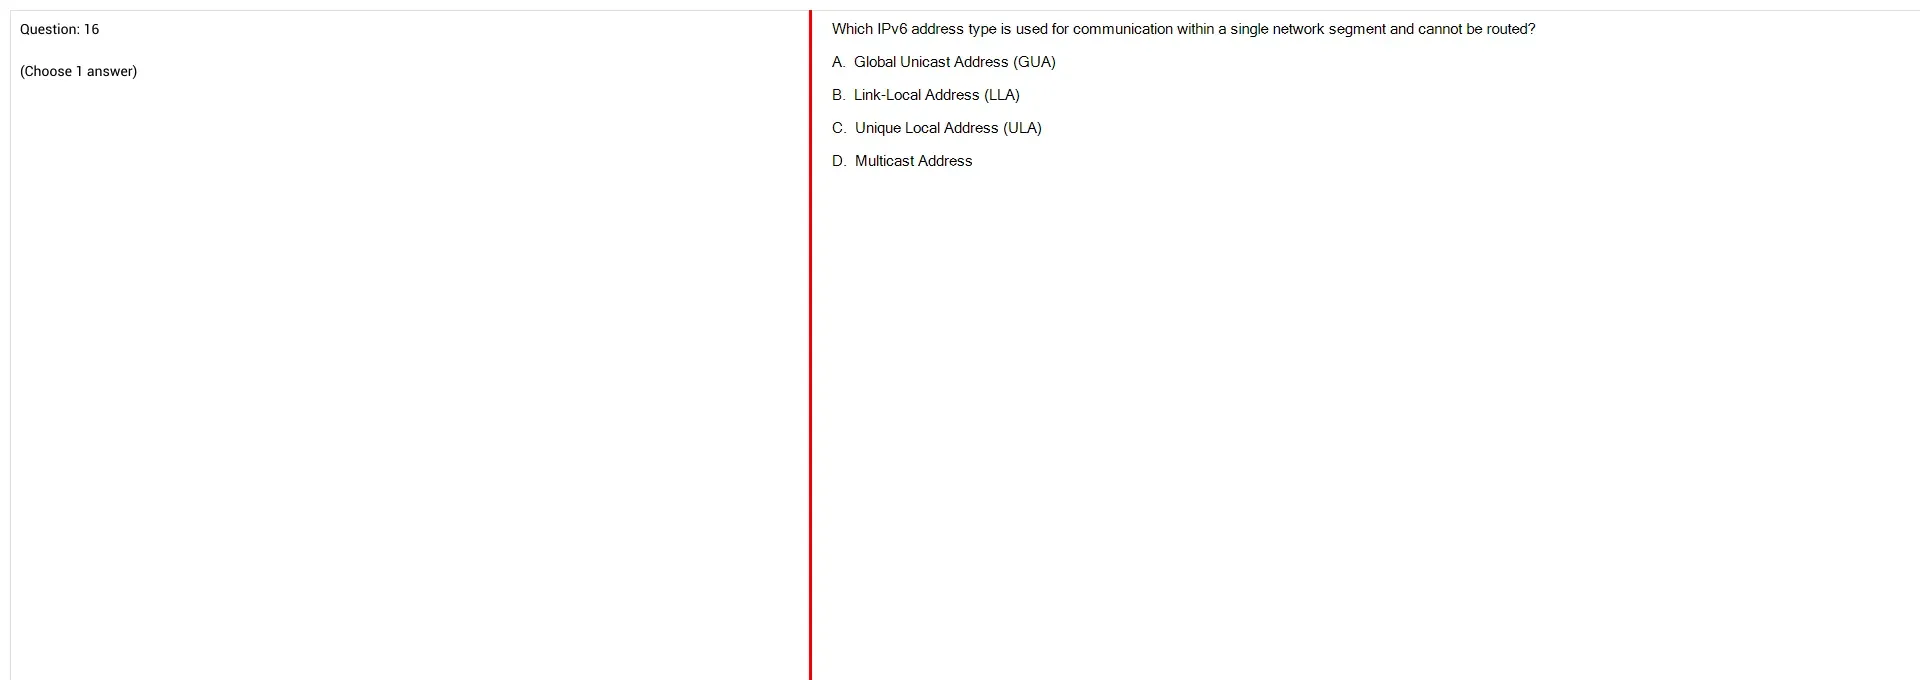 Question: 16
(Choose 1 answer)
Which IPv6 address type is used for communication within a single network segment and cannot be routed?
A. Global Unicast Address (GUA)
B. Link-Local Address (LLA)
C. Unique Local Address (ULA)
D. Multicast Address